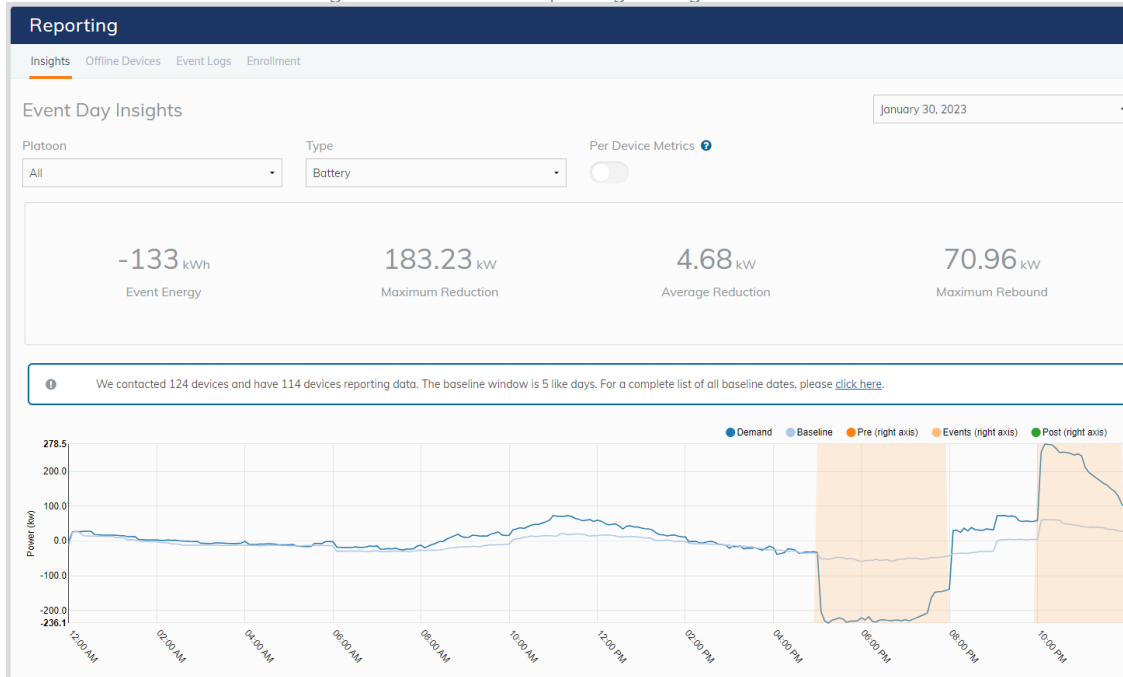 Reporting
Insights Offline Devices Event Logs Enrollment
Event Day Insights
January 30, 2023
Platoon Type Per Device Metrics ?
All Battery
-133 kWh 183.23 kW 4.68 kW 70.96 kW
Event Energy Maximum Reduction Average Reduction Maximum Rebound
! We contacted 124 devices and have 114 devices reporting data. The baseline window is 5 like days. For a complete list of all baseline dates, please click here.
Demand Baseline Pre (right axis) Events (right axis) Post (right axis)
278.5
200.0
100.0
0.0
-100.0
-200.0
-236.1
Power (kw)
12:00 AM 02:00 AM 04:00 AM 06:00 AM 08:00 AM 10:00 AM 12:00 PM 02:00 PM 04:00 PM 06:00 PM 08:00 PM 10:00 PM